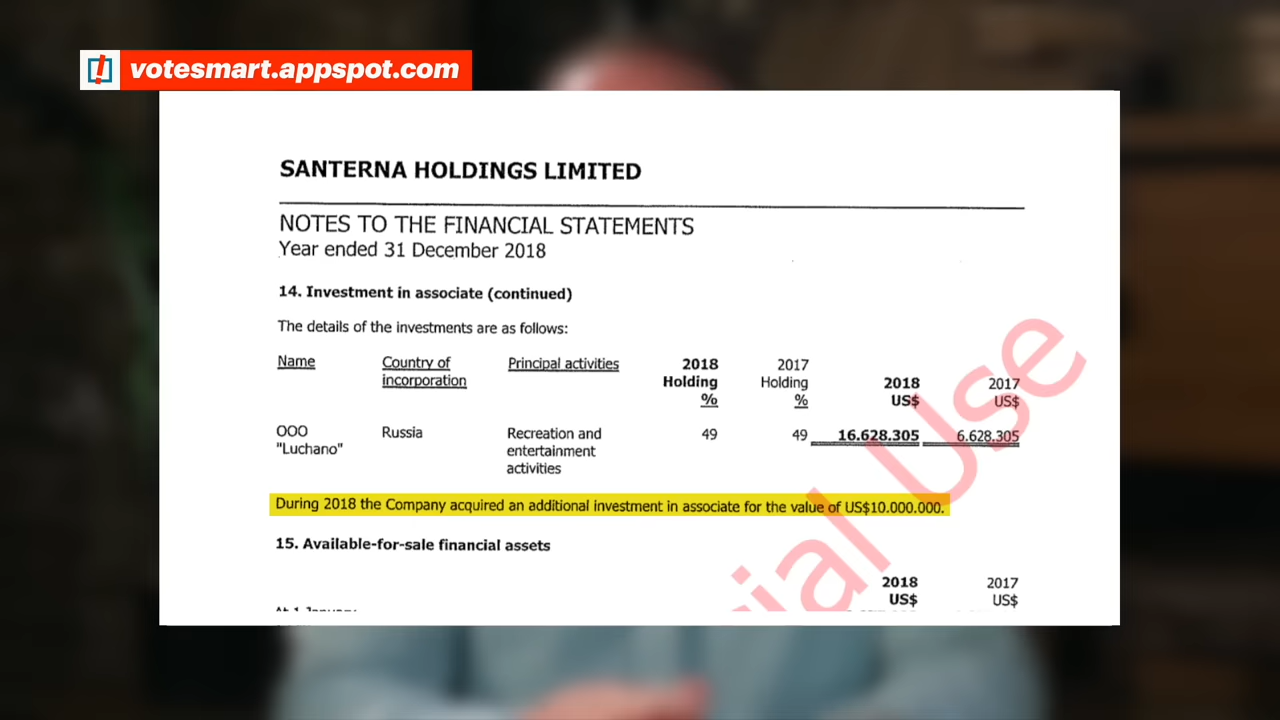 votesmart.appspot.com
SANTERNA HOLDINGS LIMITED
NOTES TO THE FINANCIAL STATEMENTS
Year ended 31 December 2018
14. Investment in associate (continued)
The details of the investments are as follows:
Name Country of incorporation Principal activities 2018 Holding % 2017 Holding % 2018 US$ 2017 US$
OOO "Luchano" Russia Recreation and entertainment activities 49 49 16.628.305 6.628.305
During 2018 the Company acquired an additional investment in associate for the value of US$10.000.000.
15. Available-for-sale financial assets
2018 2017
US$ US$
Use